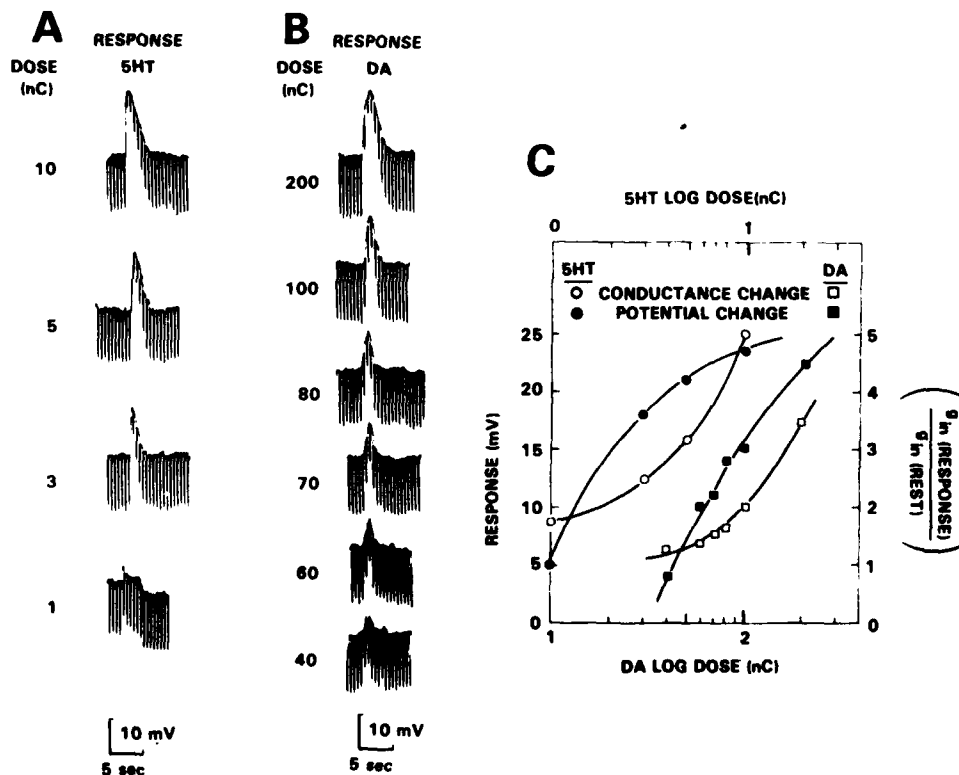 A
RESPONSE
DOSE 5HT
(nC)
10
5
3
1
10 mV
5 sec
B
RESPONSE
DOSE DA
(nC)
200
100
80
70
60
40
10 mV
5 sec
C
5HT LOG DOSE(nC)
0 1
5HT DA
CONDUCTANCE CHANGE
POTENTIAL CHANGE
25 5
20 4
15 3
10 2
5 1
0 0
RESPONSE (mV)
g in (RESPONSE)
g in (REST)
1 2
DA LOG DOSE (nC)